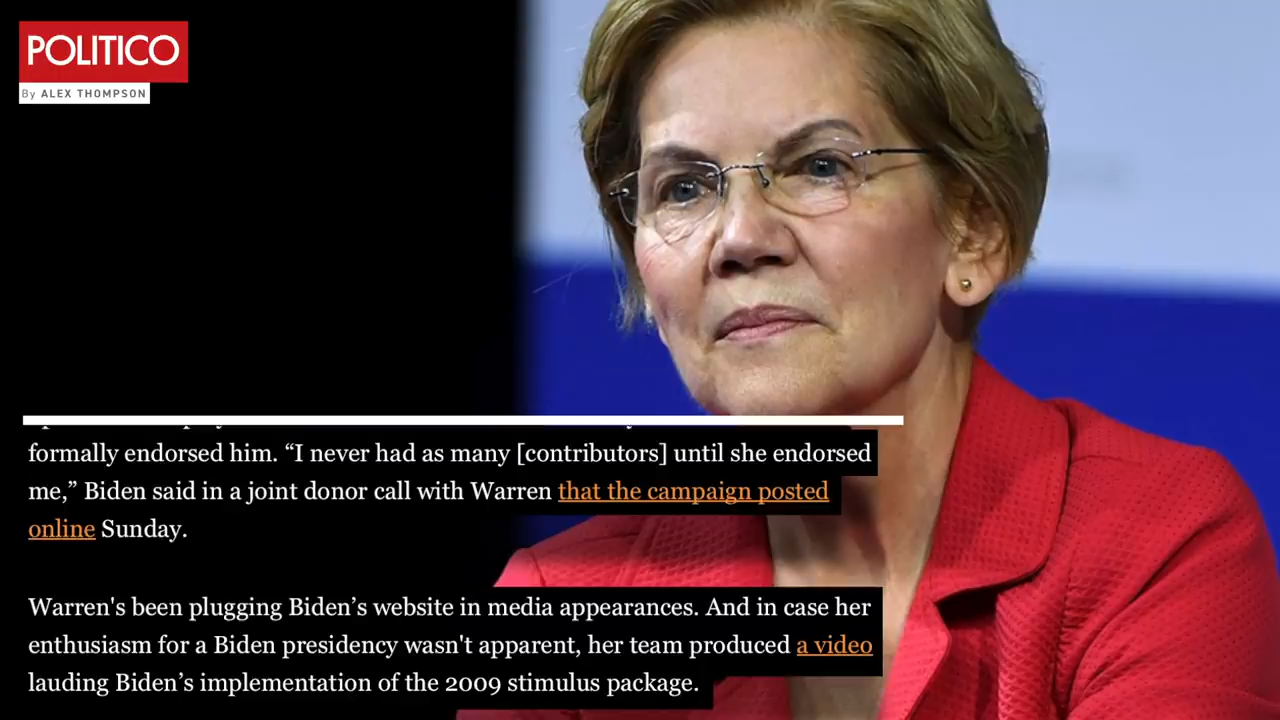 POLITICO
By ALEX THOMPSON
formally endorsed him. “I never had as many [contributors] until she endorsed
me,” Biden said in a joint donor call with Warren that the campaign posted
online Sunday.
Warren's been plugging Biden’s website in media appearances. And in case her
enthusiasm for a Biden presidency wasn't apparent, her team produced a video
lauding Biden’s implementation of the 2009 stimulus package.